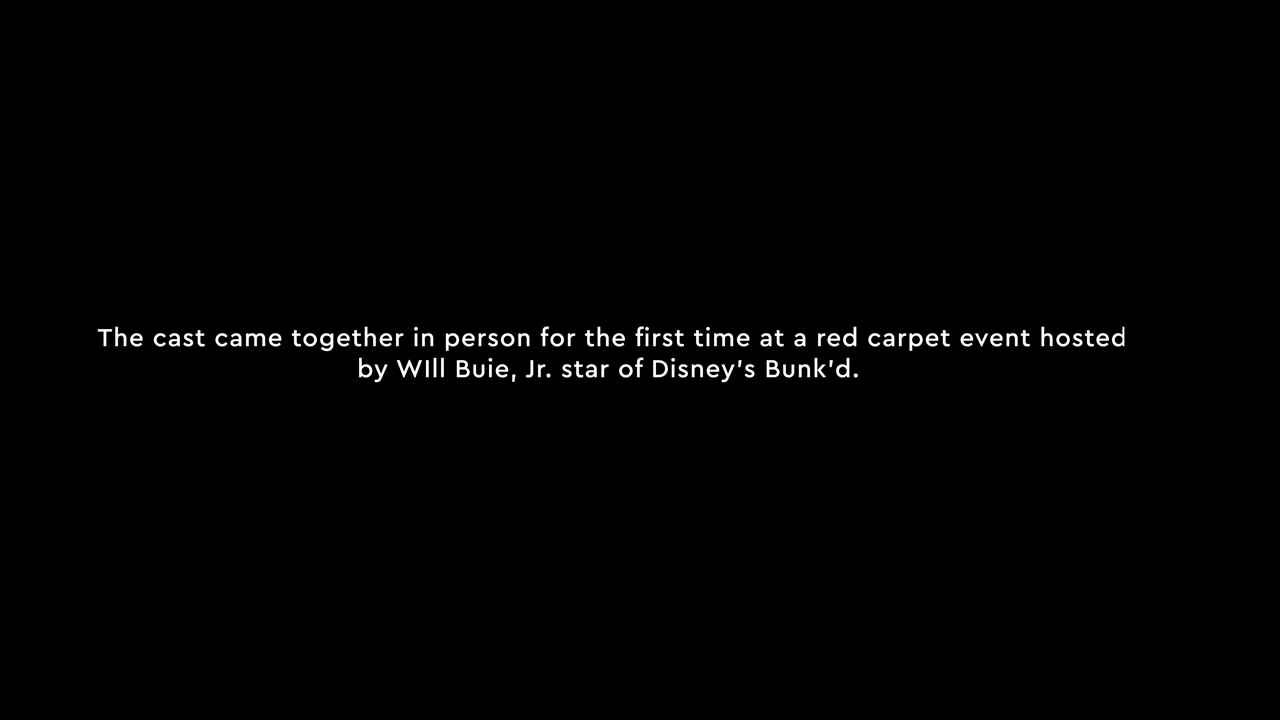 The cast came together in person for the first time at a red carpet event hosted
by WIll Buie, Jr. star of Disney's Bunk'd.